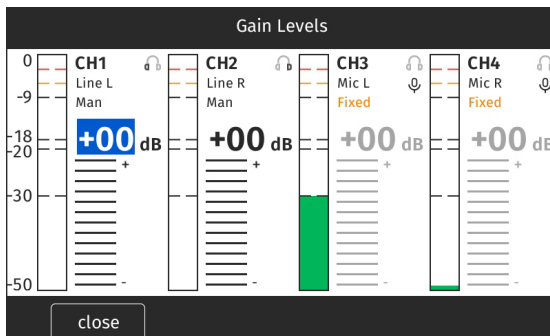 Gain Levels
0
-9
-18
-20
-30
-50
CH1
Line L
Man
+00 dB
+
-
CH2
Line R
Man
+00 dB
+
-
CH3
Mic L
Fixed
+00 dB
+
-
CH4
Mic R
Fixed
+00 dB
+
-
close